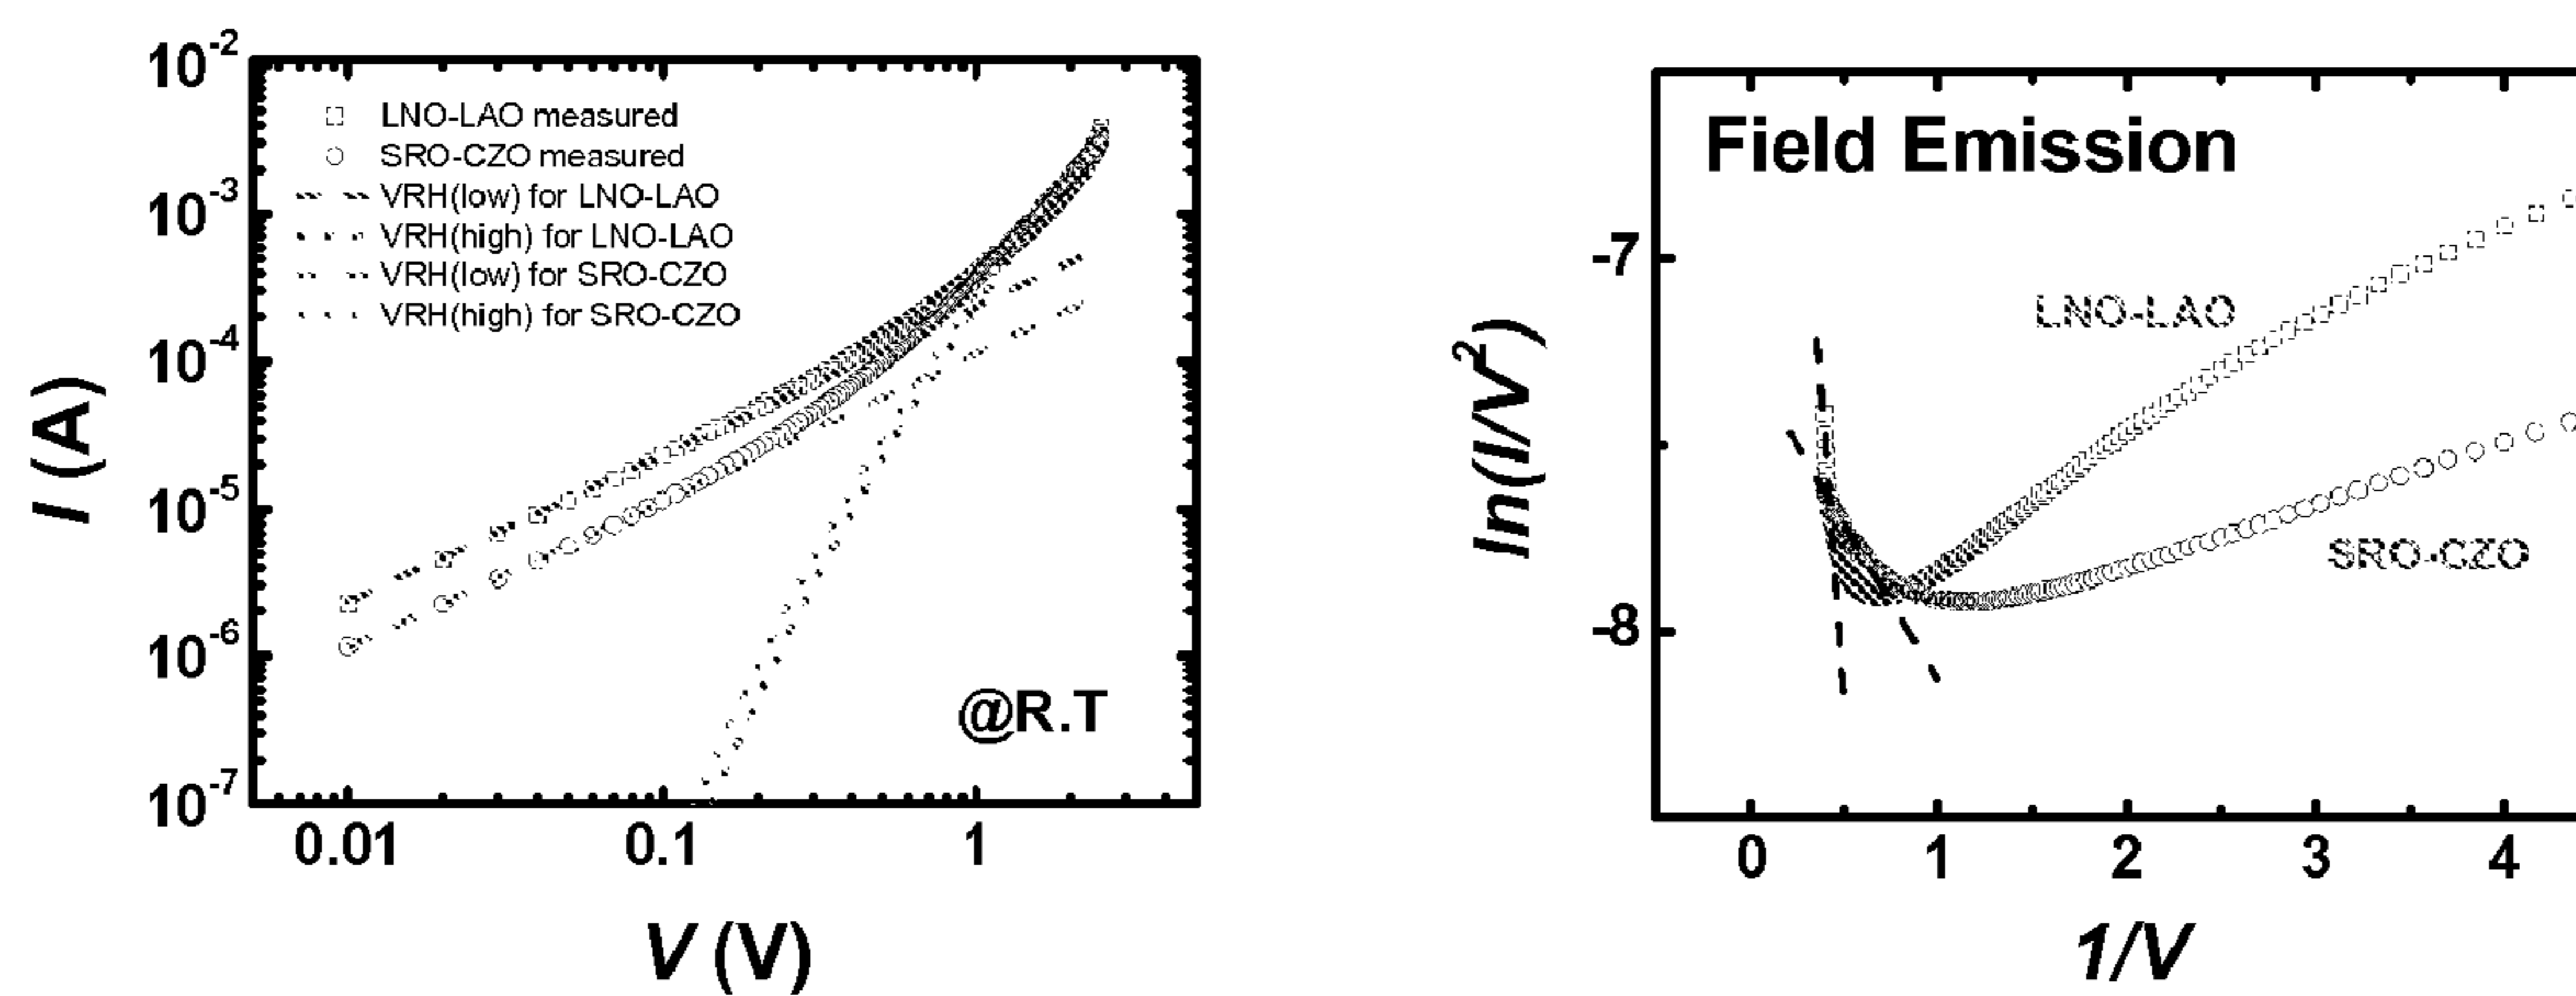 10-2
10-3
10-4
10-5
10-6
10-7
I (A)
LNO-LAO measured
SRO-CZO measured
VRH(low) for LNO-LAO
VRH(high) for LNO-LAO
VRH(low) for SRO-CZO
VRH(high) for SRO-CZO
@R.T
0.01 0.1 1
V (V)
Field Emission
ln(I/V2)
-7
-8
LNO-LAO
SRO-CZO
0 1 2 3 4
1/V